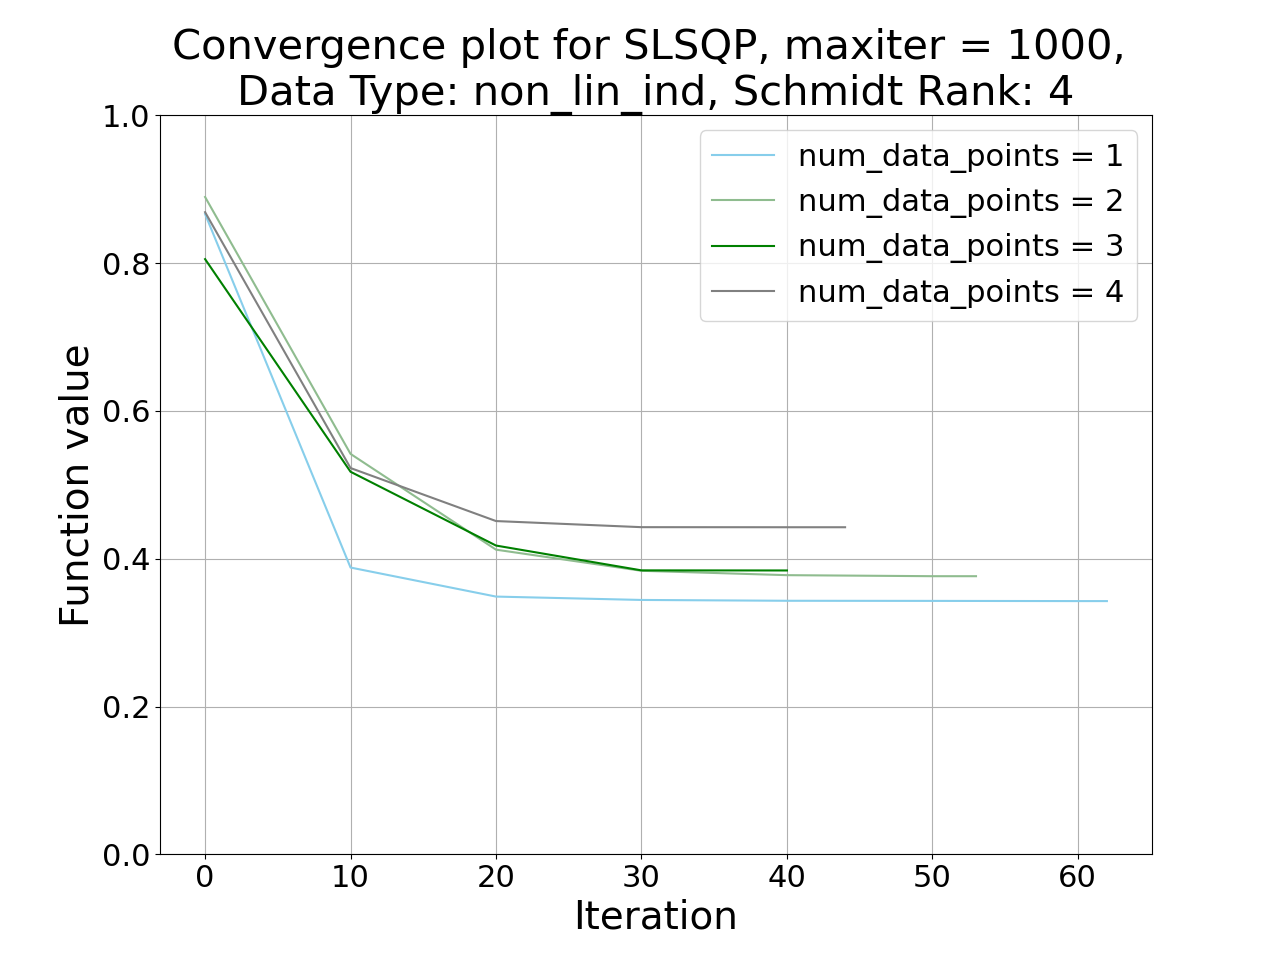 Convergence plot for SLSQP, maxiter = 1000,
Data Type: non_lin_ind, Schmidt Rank: 4
1.0
0.8
0.6
0.4
0.2
0.0
Function value
num_data_points = 1
num_data_points = 2
num_data_points = 3
num_data_points = 4
0 10 20 30 40 50 60
Iteration